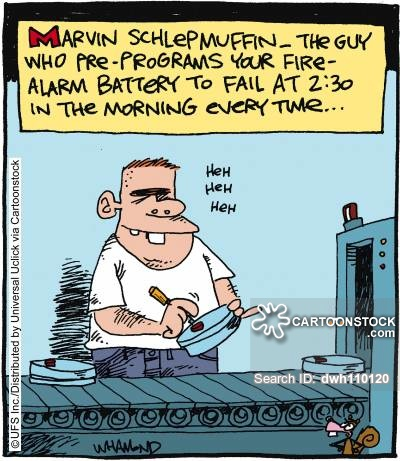 MARVIN SCHLEPMUFFIN_ THE GUY
WHO PRE-PROGRAMS YOUR FIRE-
ALARM BATTERY TO FAIL AT 2:30
IN THE MORNING EVERY TIME...
HEH
HEH
HEH
©UFS Inc./Distributed by Universal Uclick via Cartoonstock
CARTOONSTOCK
.com
Search ID: dwh110120
WHAMOND